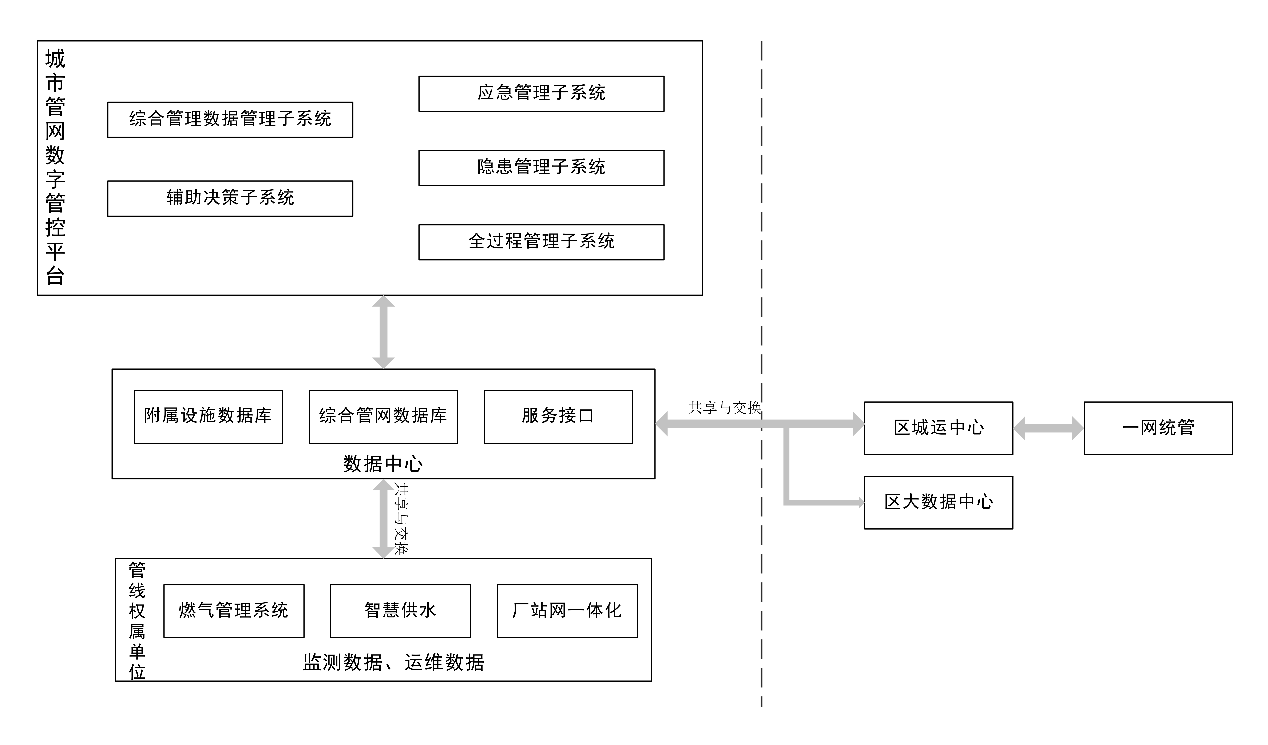 城市管网数字管控平台
应急管理子系统
综合管理数据管理子系统
隐患管理子系统
辅助决策子系统
全过程管理子系统
附属设施数据库
综合管网数据库
服务接口
数据中心
共享与交换
区城运中心
一网统管
区大数据中心
共享与交换
管线权属单位
燃气管理系统
智慧供水
厂站网一体化
监测数据、运维数据